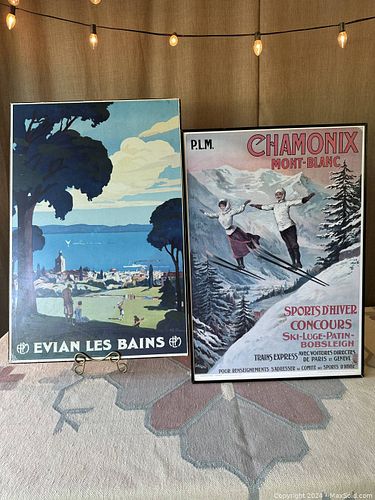 EVIAN LES BAINS
P.L.M.
CHAMONIX
MONT-BLANC
SPORTS D'HIVER
CONCOURS
SKI-LUGE-PATIN-
BOBSLEIGH
TRAINS EXPRESS AVEC VOITURES DIRECTES
DE PARIS ET GENÈVE
POUR RENSEIGNEMENTS S'ADRESSER AU COMITÉ DES SPORTS D'HIVER
Copyright 2024 - MaxSold.com